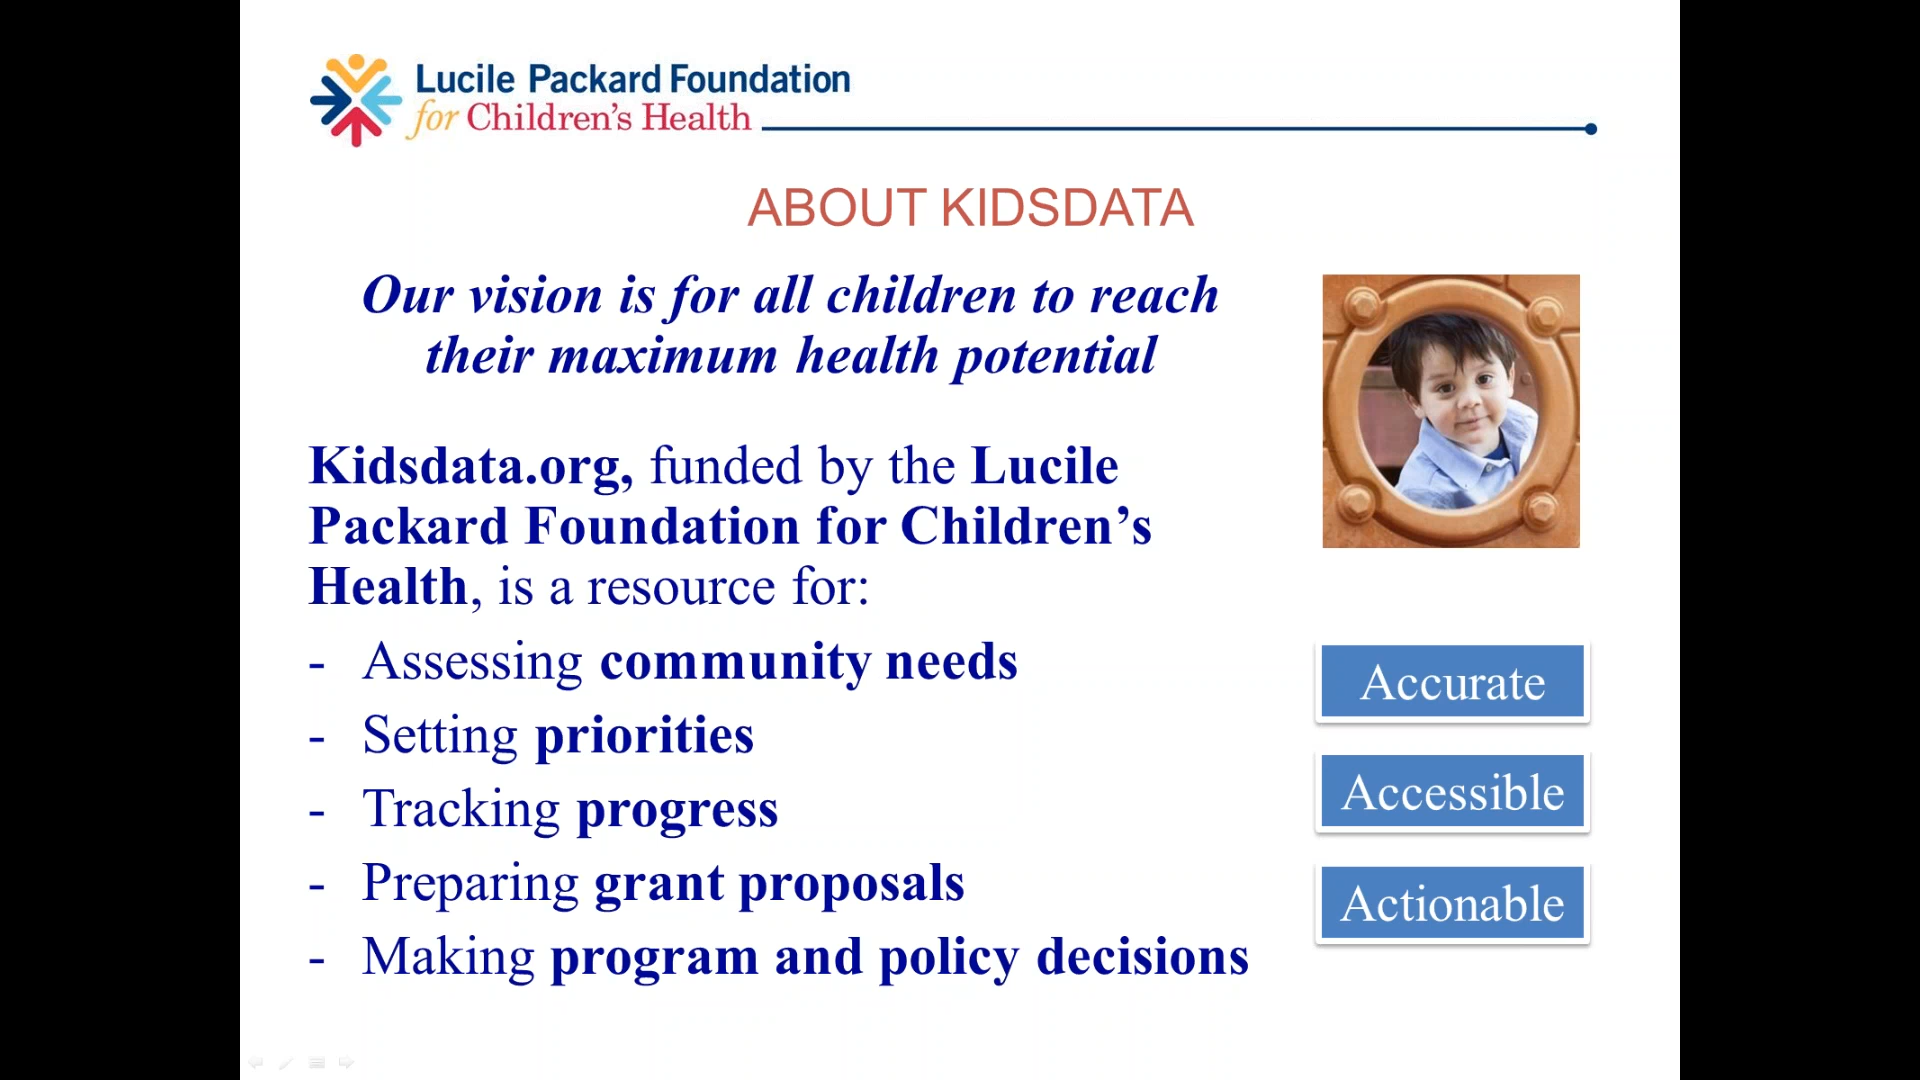 Lucile Packard Foundation
for Children's Health
ABOUT KIDSDATA
Our vision is for all children to reach
their maximum health potential
Kidsdata.org, funded by the Lucile
Packard Foundation for Children’s
Health, is a resource for:
- Assessing community needs
- Setting priorities
- Tracking progress
- Preparing grant proposals
- Making program and policy decisions
Accurate
Accessible
Actionable